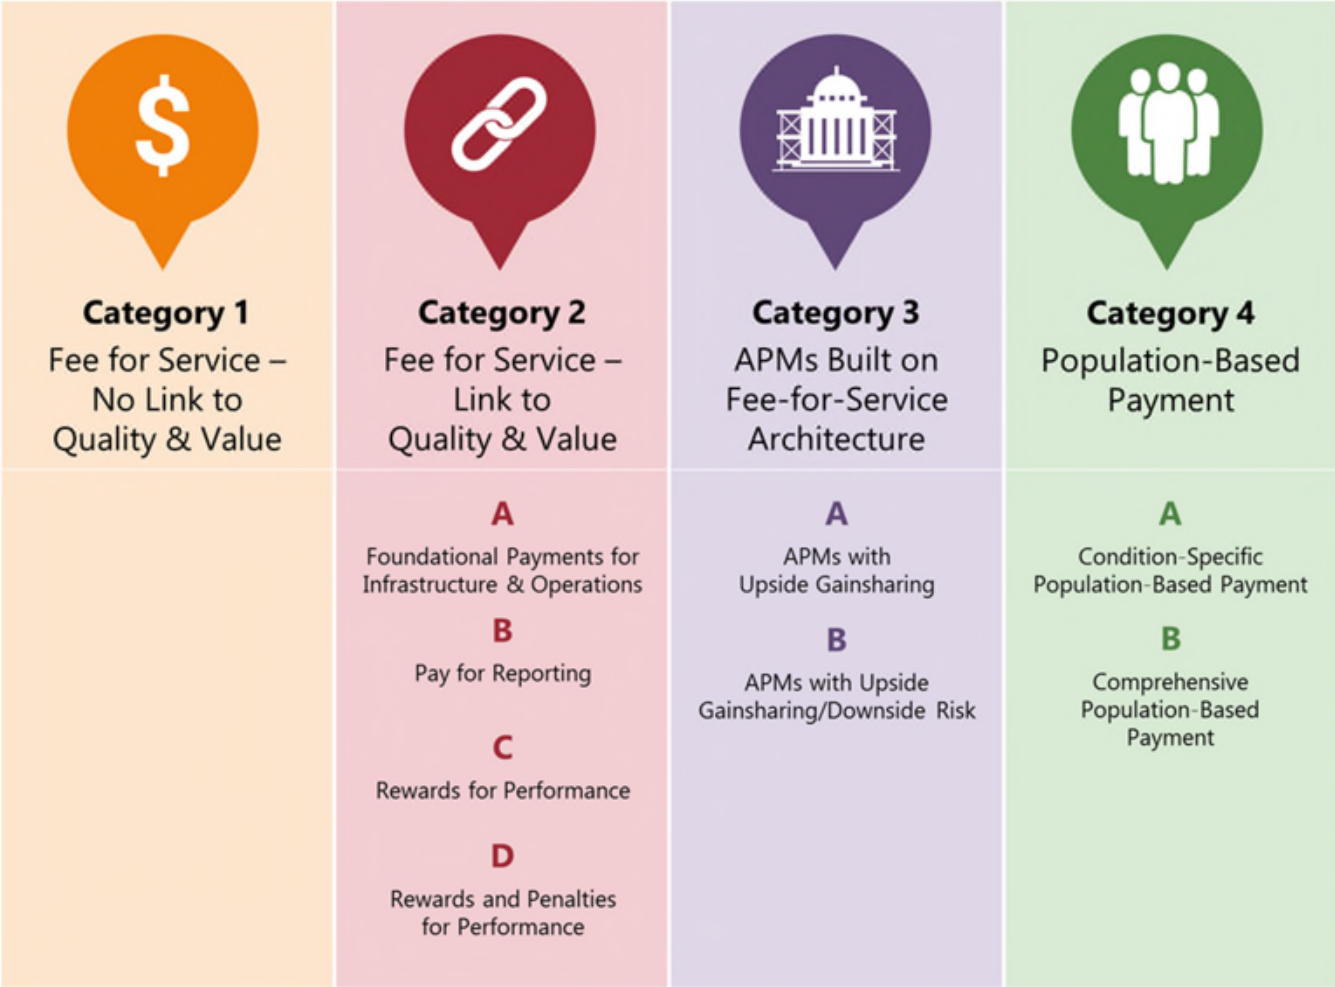 $
Category 1
Fee for Service –
No Link to
Quality & Value
Category 2
Fee for Service –
Link to
Quality & Value
A
Foundational Payments for
Infrastructure & Operations
B
Pay for Reporting
C
Rewards for Performance
D
Rewards and Penalties
for Performance
Category 3
APMs Built on
Fee-for-Service
Architecture
A
APMs with
Upside Gainsharing
B
APMs with Upside
Gainsharing/Downside Risk
Category 4
Population-Based
Payment
A
Condition-Specific
Population-Based Payment
B
Comprehensive
Population-Based
Payment